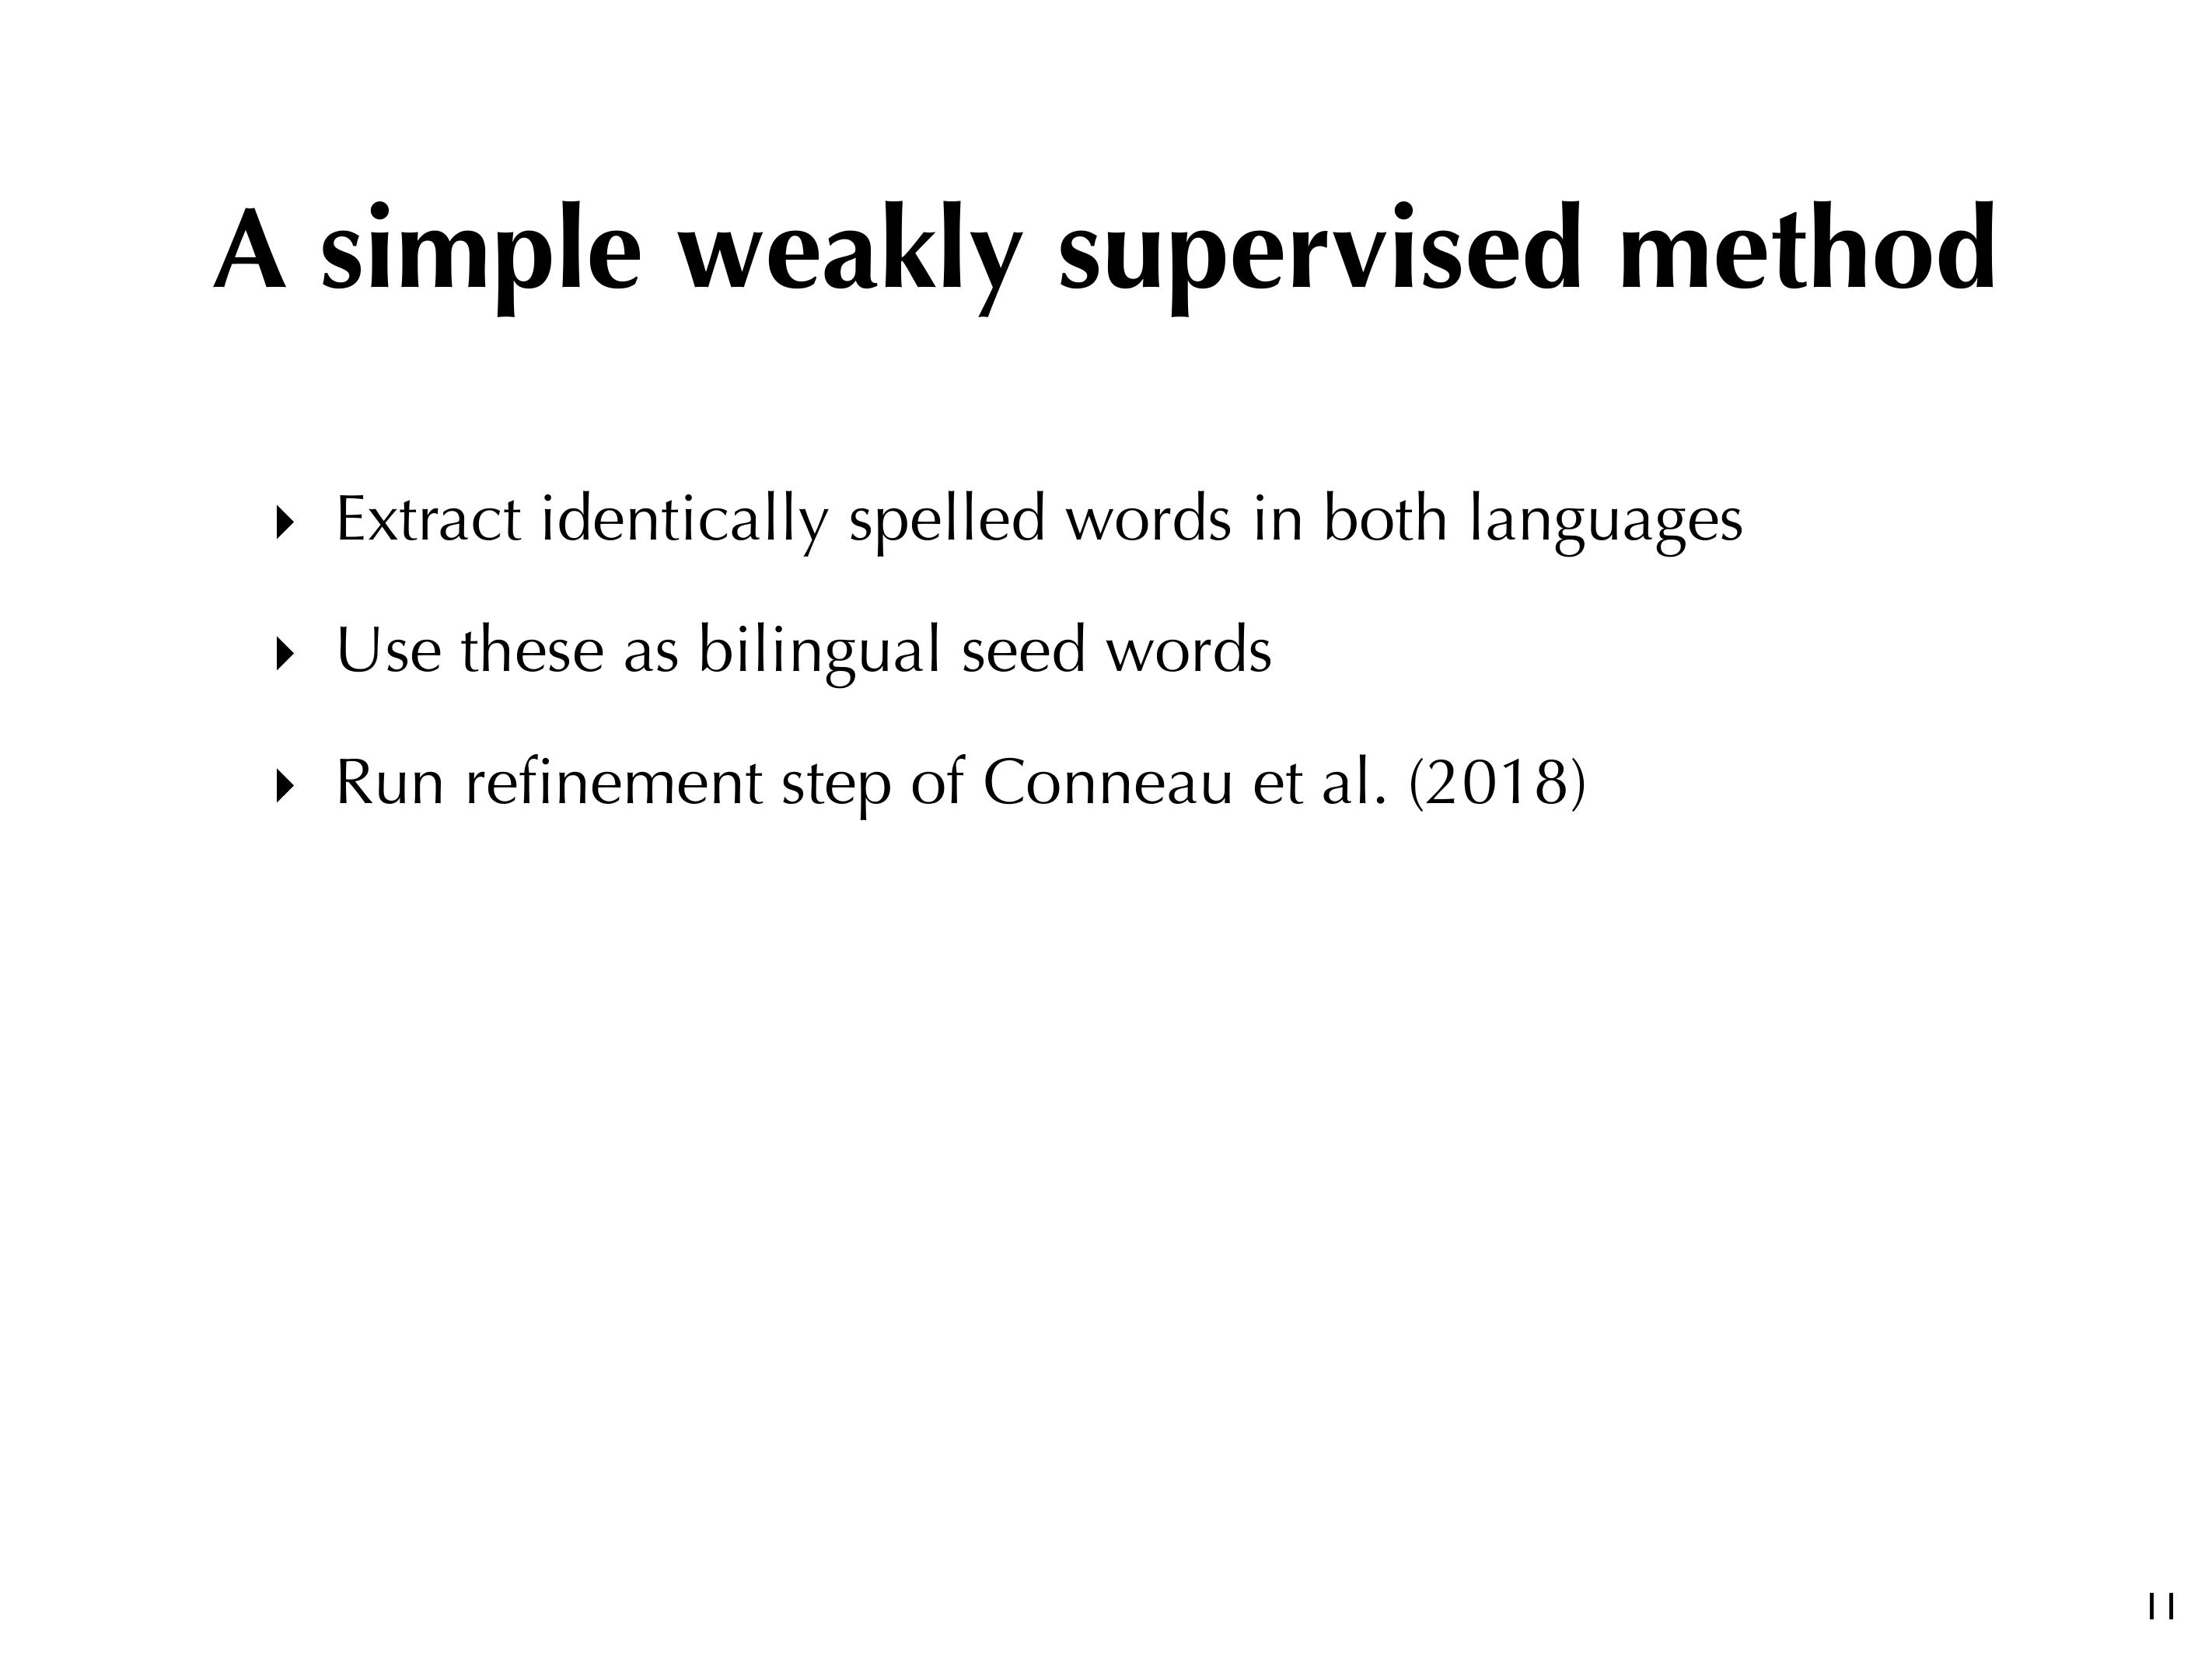 A simple weakly supervised method
‣ Extract identically spelled words in both languages
‣ Use these as bilingual seed words
‣ Run refinement step of Conneau et al. (2018)
11